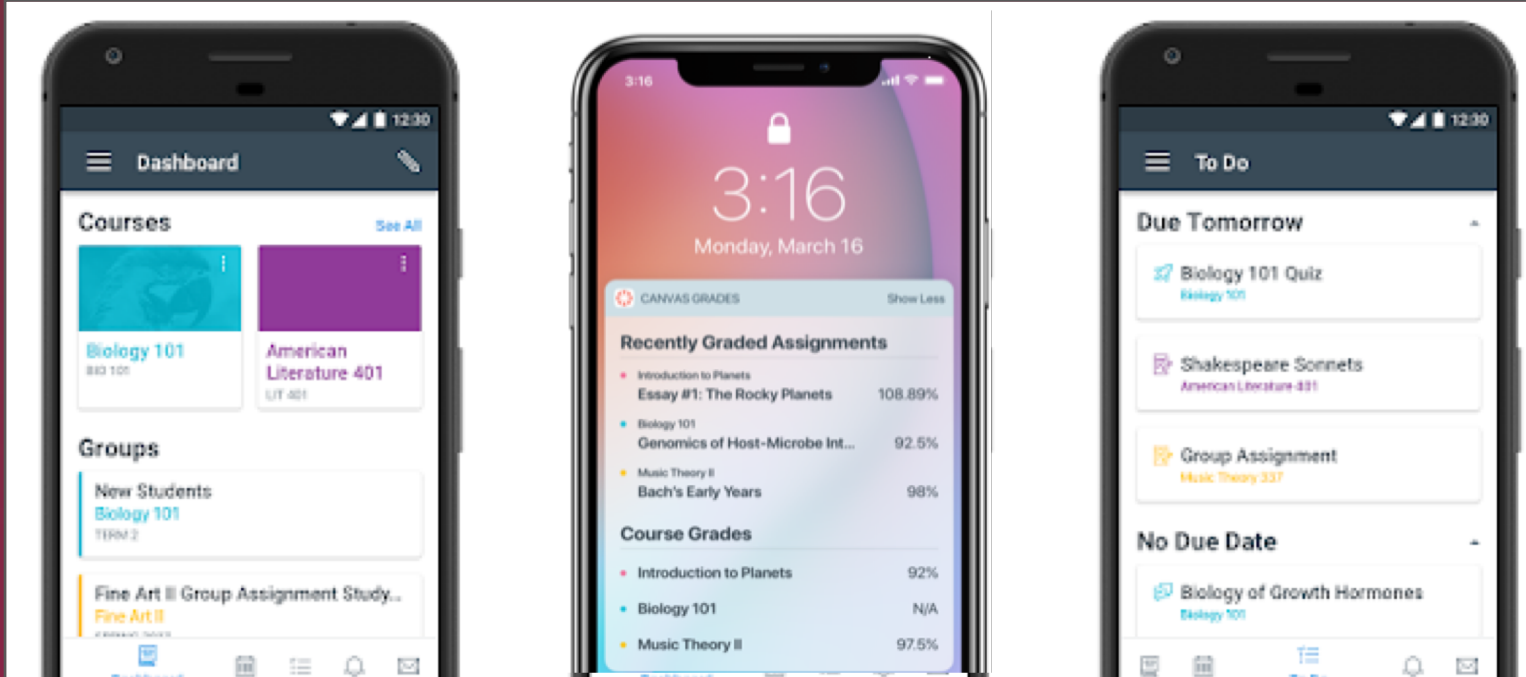 12:30
Dashboard
Courses
See All
Biology 101
BIO 101
American
Literature 401
LIT 401
Groups
New Students
Biology 101
TERM 2
Fine Art II Group Assignment Study...
Fine Art II
Dashboard
3:16
3:16
Monday, March 16
CANVAS GRADES
Show Less
Recently Graded Assignments
Introduction to Planets
Essay #1: The Rocky Planets 108.89%
Biology 101
Genomics of Host-Microbe Int... 92.5%
Music Theory II
Bach's Early Years 98%
Course Grades
Introduction to Planets 92%
Biology 101 N/A
Music Theory II 97.5%
12:30
To Do
Due Tomorrow
Biology 101 Quiz
Biology 101
Shakespeare Sonnets
American Literature 401
Group Assignment
Music Theory 337
No Due Date
Biology of Growth Hormones
Biology 101
To Do